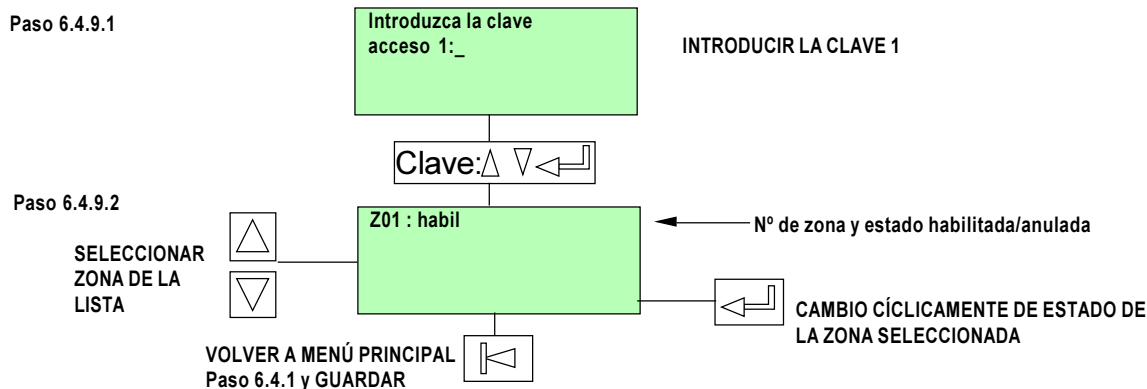 Paso 6.4.9.1
Introduzca la clave
acceso 1:_
INTRODUCIR LA CLAVE 1
Clave:
Paso 6.4.9.2
Z01 : habil
Nº de zona y estado habilitada/anulada
SELECCIONAR
ZONA DE LA
LISTA
CAMBIO CÍCLICAMENTE DE ESTADO DE
LA ZONA SELECCIONADA
VOLVER A MENÚ PRINCIPAL
Paso 6.4.1 y GUARDAR